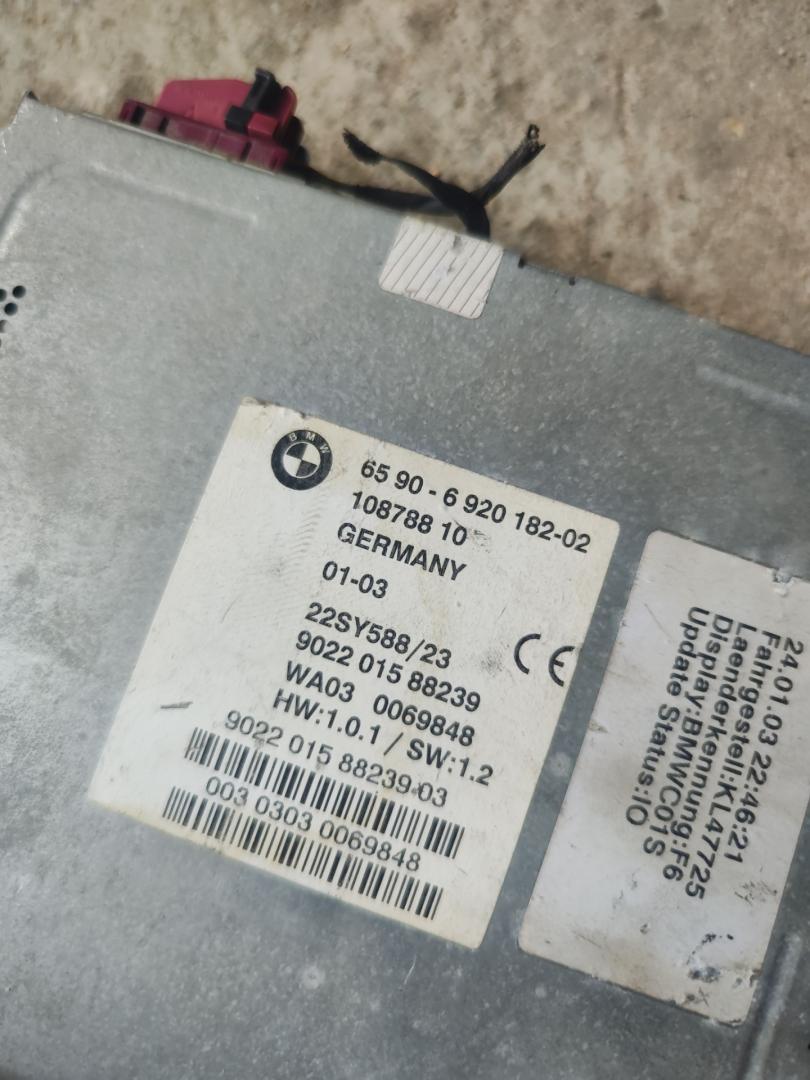 BMW
65 90 - 6 920 182-02
108788 10
GERMANY
01-03
22SY588/23
CE
9022 015 88239
WA03 0069848
HW:1.0.1 / SW:1.2
9022 015 88239 03
003 0303 0069848
24.01.03 22:46:21
Fahrgestell:KL47725
Laenderkennung:F6
Display:BMWC01S
Update Status:IO